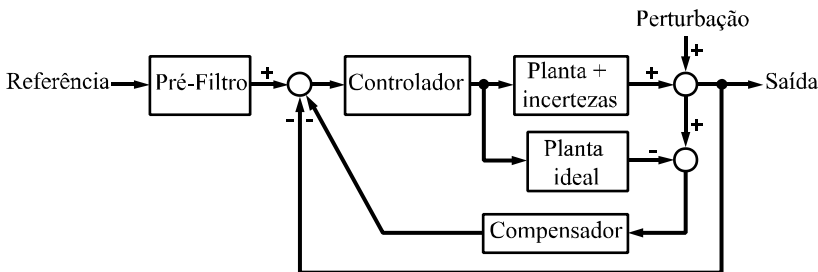 Perturbação
+
Referência
Pré-Filtro
+
Controlador
Planta +
incertezas
+
Saída
- -
+
Planta
ideal
-
Compensador